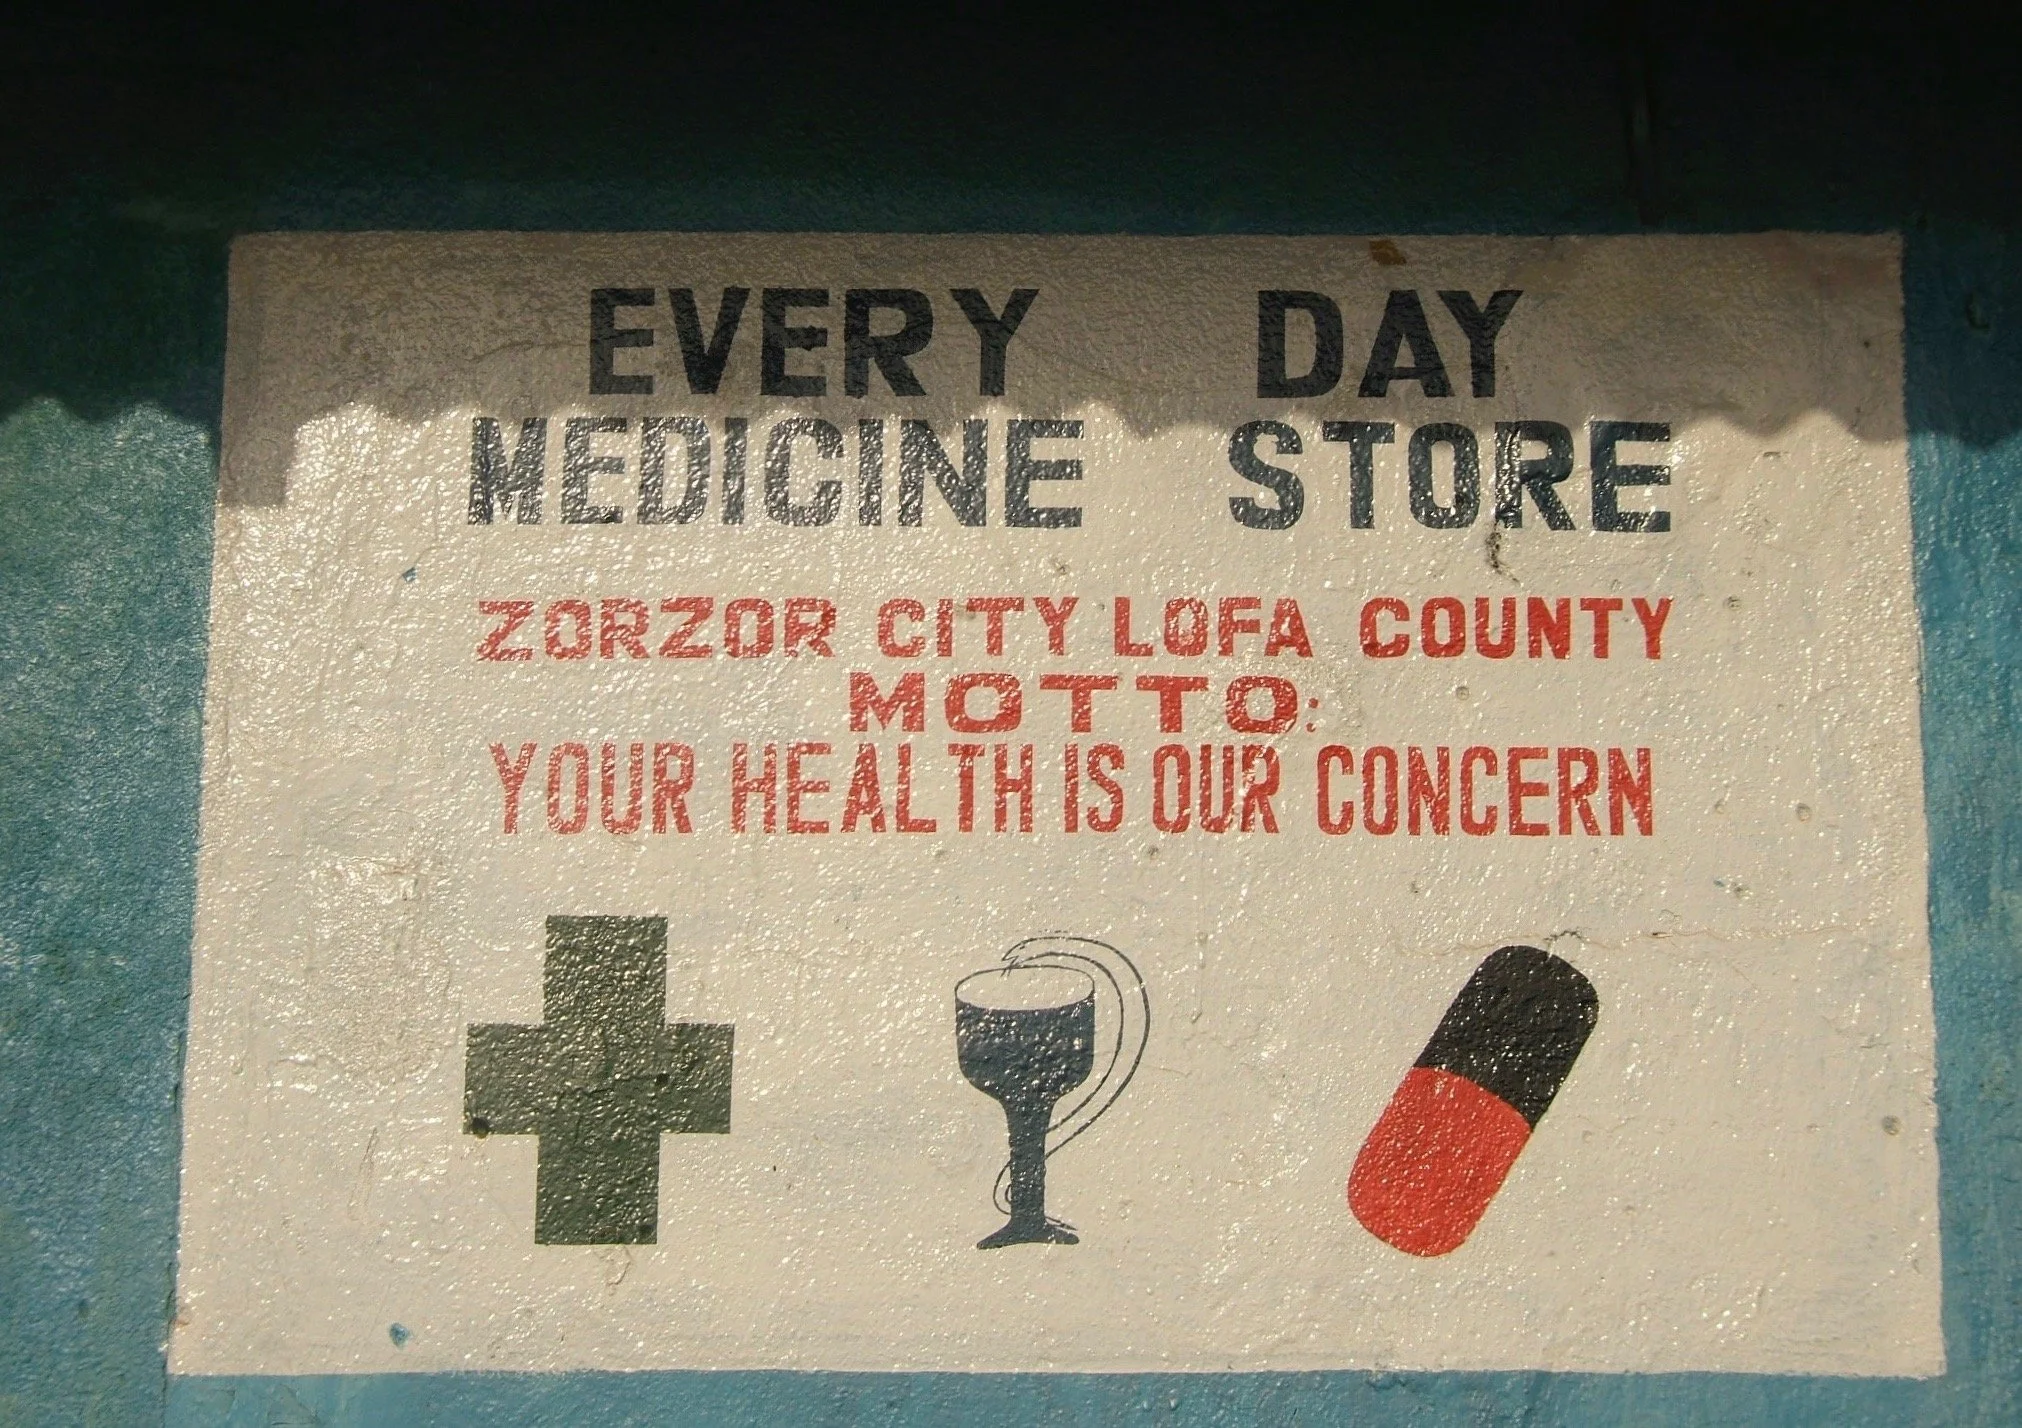 EVERY DAY
MEDICINE STORE
ZORZOR CITY LOFA COUNTY
MOTTO:
YOUR HEALTH IS OUR CONCERN